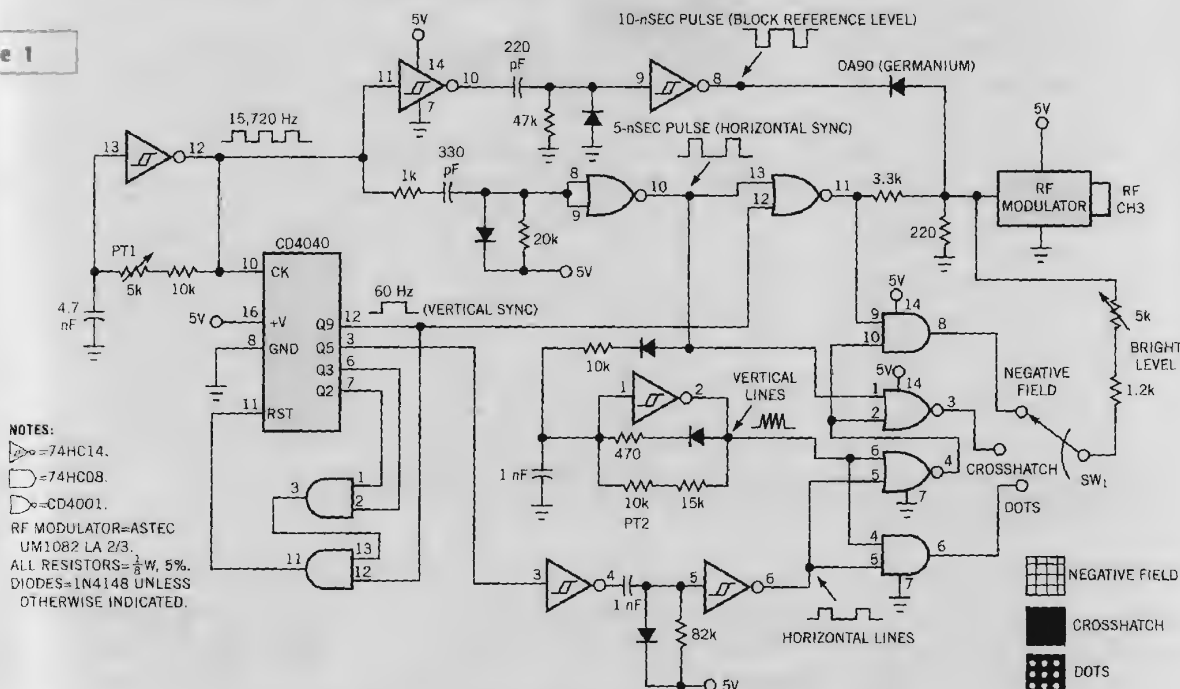 e 1
10-nSEC PULSE (BLOCK REFERENCE LEVEL)
5V
220
pF
14
11
10
9
8
7
47k
OA90 (GERMANIUM)
5-nSEC PULSE (HORIZONTAL SYNC)
5V
15,720 Hz
13
12
330
pF
1k
8
9
10
13
12
11
3.3k
RF
MODULATOR
RF
CH3
20k
5V
220
PT1
5k
10k
CD4040
10
CK
4.7
nF
5V
16
+V
8
GND
11
RST
Q9
12
Q5
3
Q3
6
Q2
7
60 Hz
(VERTICAL SYNC)
10k
5V
14
9
10
8
5k
BRIGHT
LEVEL
1.2k
1
2
VERTICAL
LINES
470
1 nF
10k
15k
PT2
5V
14
1
2
3
NEGATIVE
FIELD
CROSSHATCH
SW1
DOTS
6
5
4
7
4
5
6
7
NOTES:
=74HC14.
=74HC08.
=CD4001.
RF MODULATOR=ASTEC
UM1082 LA 2/3.
ALL RESISTORS=1/8W, 5%.
DIODES=1N4148 UNLESS
OTHERWISE INDICATED.
3
1
2
11
13
12
3
4
1 nF
5
6
82k
5V
HORIZONTAL LINES
NEGATIVE FIELD
CROSSHATCH
DOTS